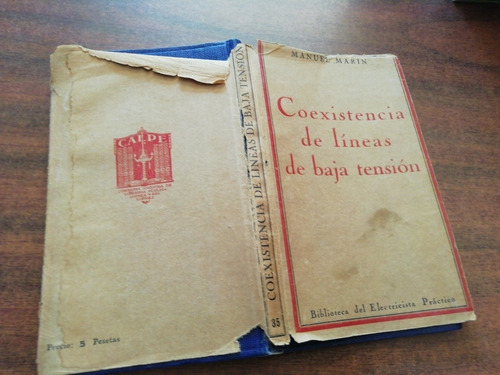 MANUEL MARIN
Coexistencia
de líneas
de baja tensión
Biblioteca del Electricista Práctico
COEXISTENCIA DE LINEAS DE BAJA TENSIÓN
35
CALPE
Precio: 5 Pesetas